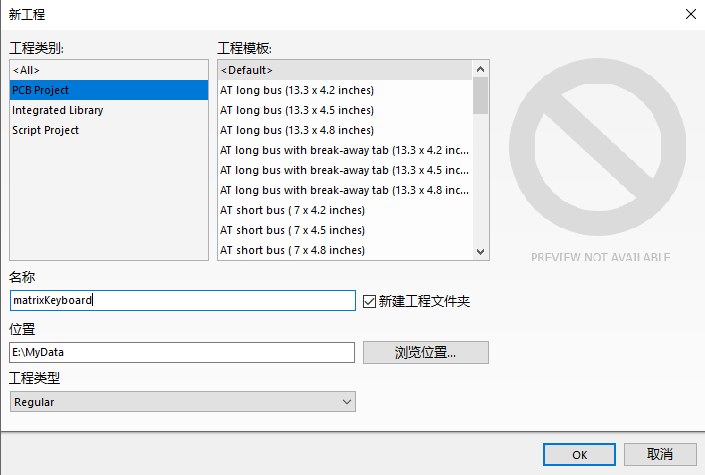 新工程
工程类别:
<All>
PCB Project
Integrated Library
Script Project
工程模板:
<Default>
AT long bus (13.3 x 4.2 inches)
AT long bus (13.3 x 4.5 inches)
AT long bus (13.3 x 4.8 inches)
AT long bus with break-away tab (13.3 x 4.2 inc...
AT long bus with break-away tab (13.3 x 4.5 inc...
AT long bus with break-away tab (13.3 x 4.8 inc...
AT short bus ( 7 x 4.2 inches)
AT short bus ( 7 x 4.5 inches)
AT short bus ( 7 x 4.8 inches)
PREVIEW NOT AVAILABLE
名称
matrixKeyboard
新建工程文件夹
位置
E:\MyData
浏览位置...
工程类型
Regular
OK
取消